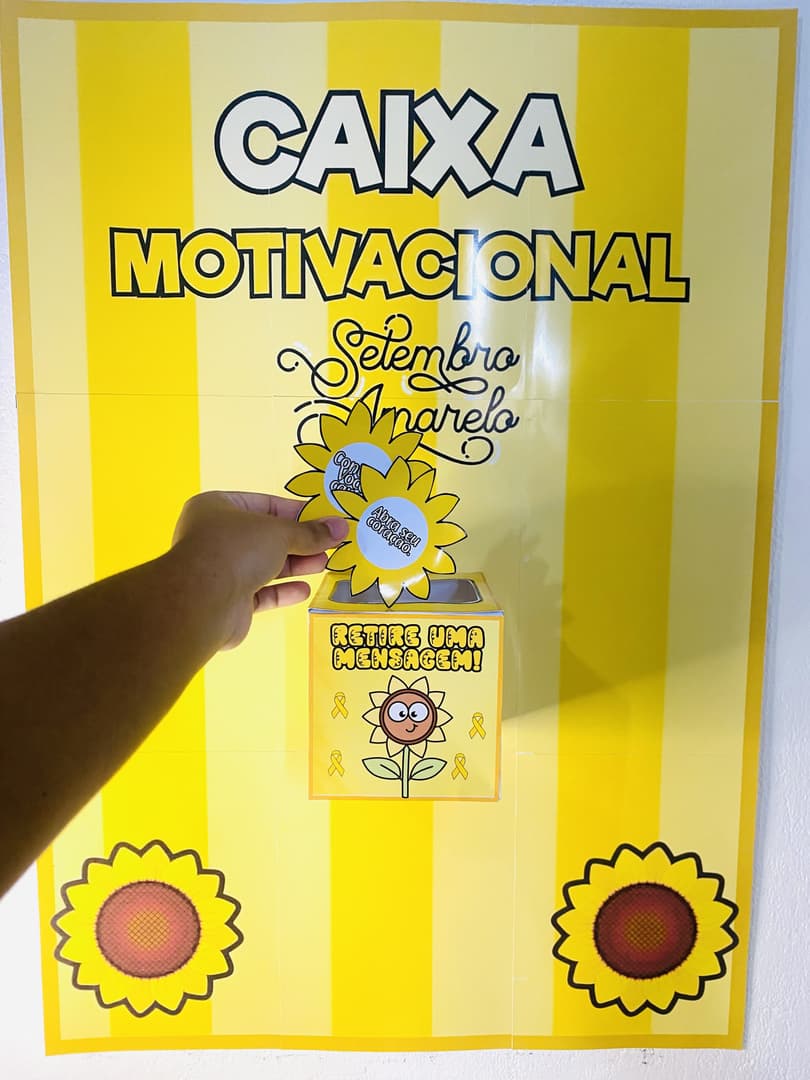 CAIXA
MOTIVACIONAL
Setembro
Amarelo
Abra seu
coração.
RETIRE UMA
MENSAGEM!